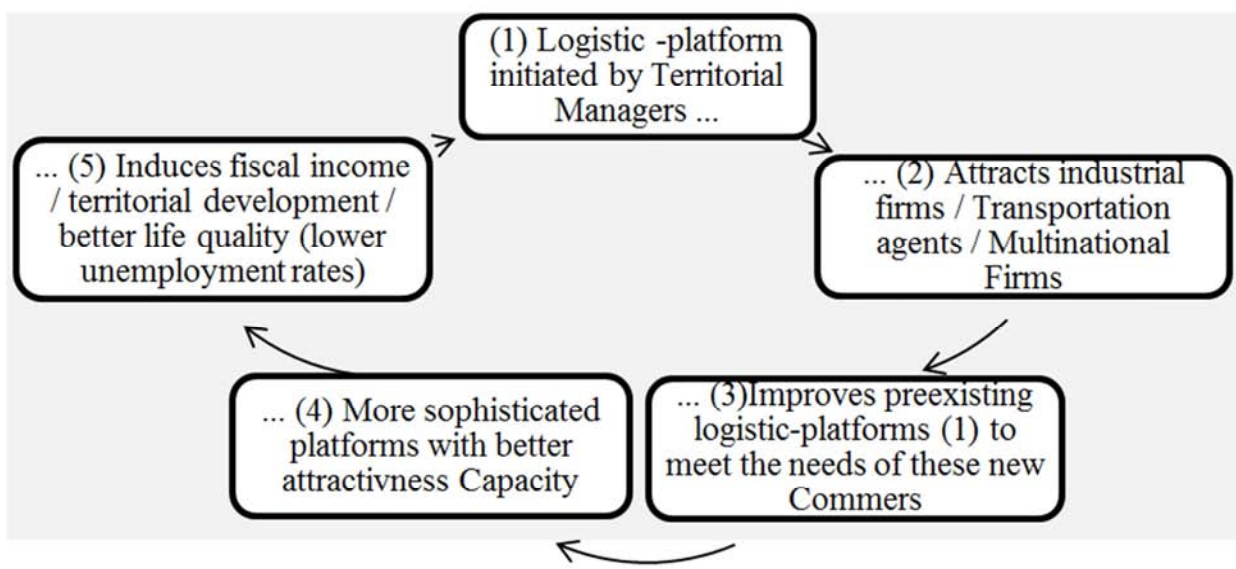 (1) Logistic -platform
initiated by Territorial
Managers ...
... (2) Attracts industrial
firms / Transportation
agents / Multinational
Firms
... (3)Improves preexisting
logistic-platforms (1) to
meet the needs of these new
Commers
... (4) More sophisticated
platforms with better
attractivness Capacity
... (5) Induces fiscal income
/ territorial development /
better life quality (lower
unemployment rates)